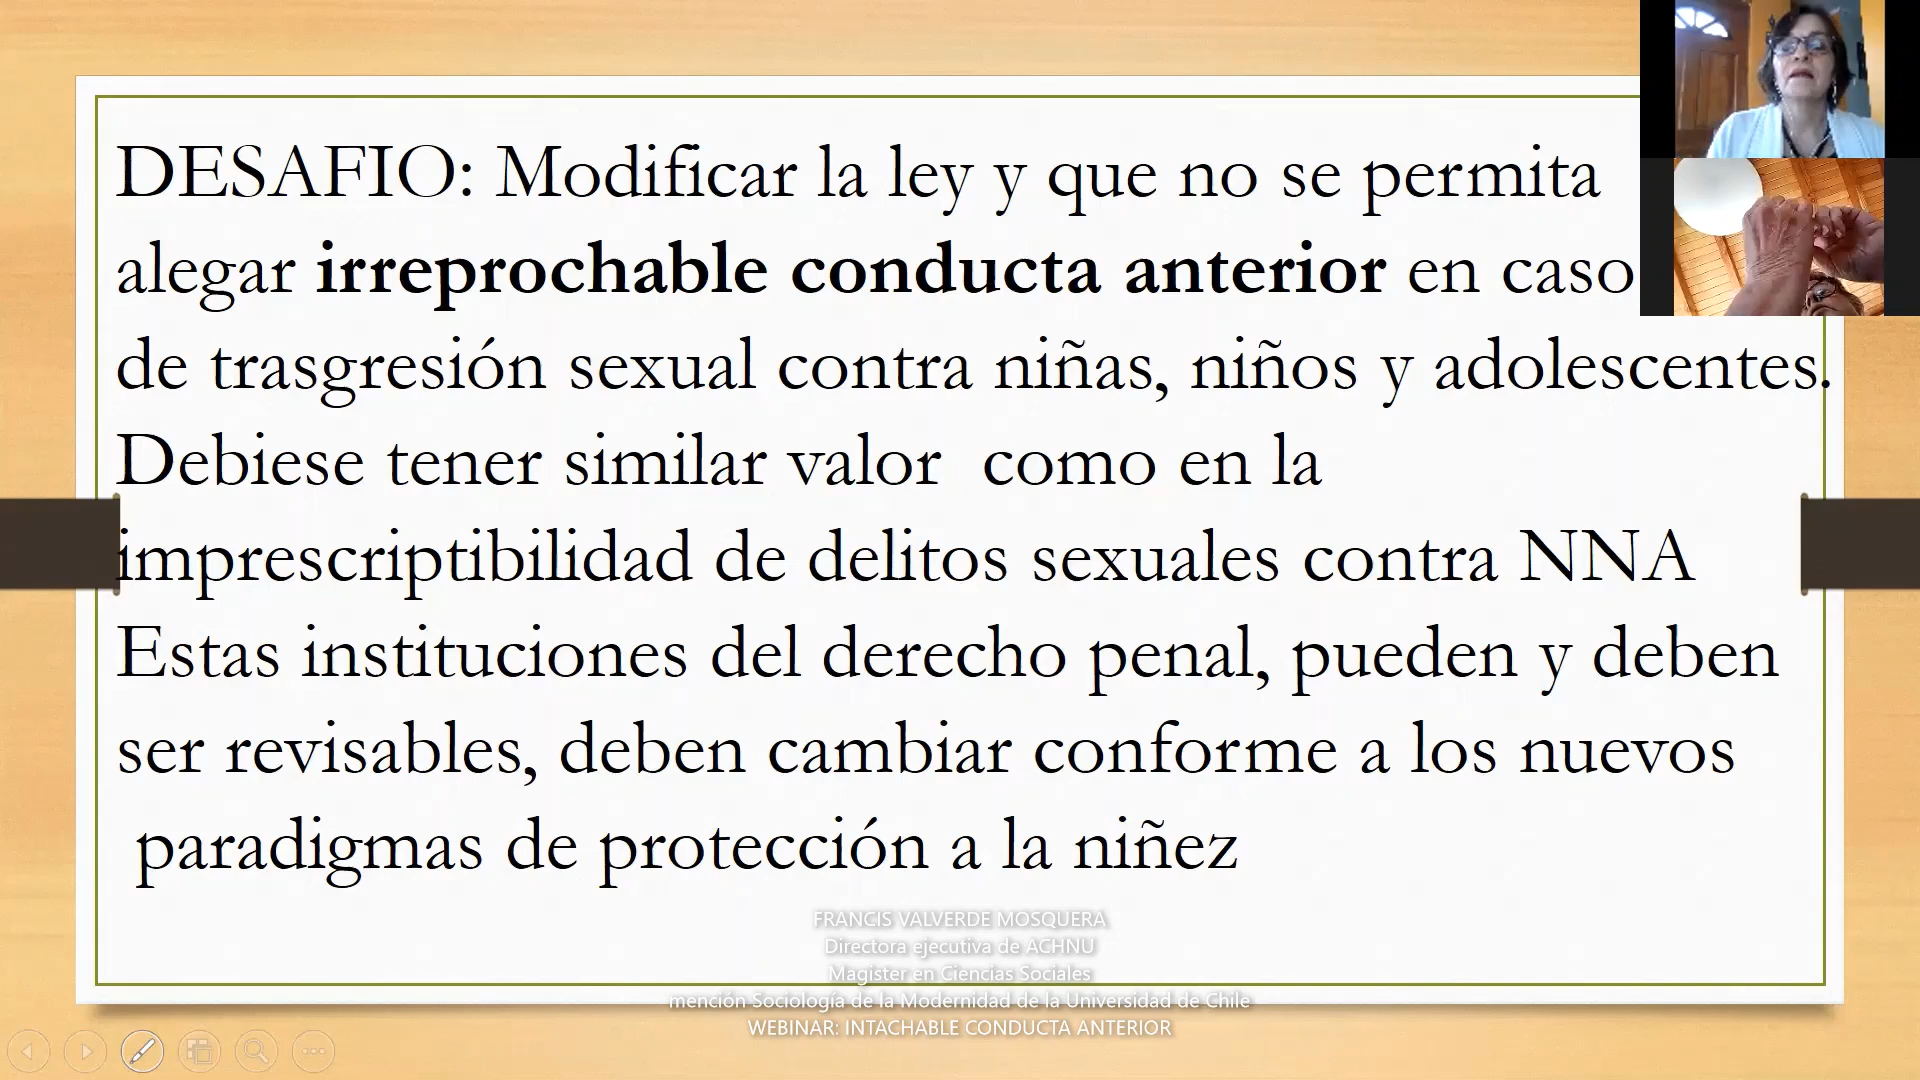 DESAFIO: Modificar la ley y que no se permita
alegar irreprochable conducta anterior en caso
de trasgresión sexual contra niñas, niños y adolescentes.
Debiese tener similar valor  como en la
imprescriptibilidad de delitos sexuales contra NNA
Estas instituciones del derecho penal, pueden y deben
ser revisables, deben cambiar conforme a los nuevos
paradigmas de protección a la niñez
FRANCIS VALVERDE MOSQUERA
Directora ejecutiva de ACHNU
Magister en Ciencias Sociales
mención Sociología de la Modernidad de la Universidad de Chile
WEBINAR: INTACHABLE CONDUCTA ANTERIOR